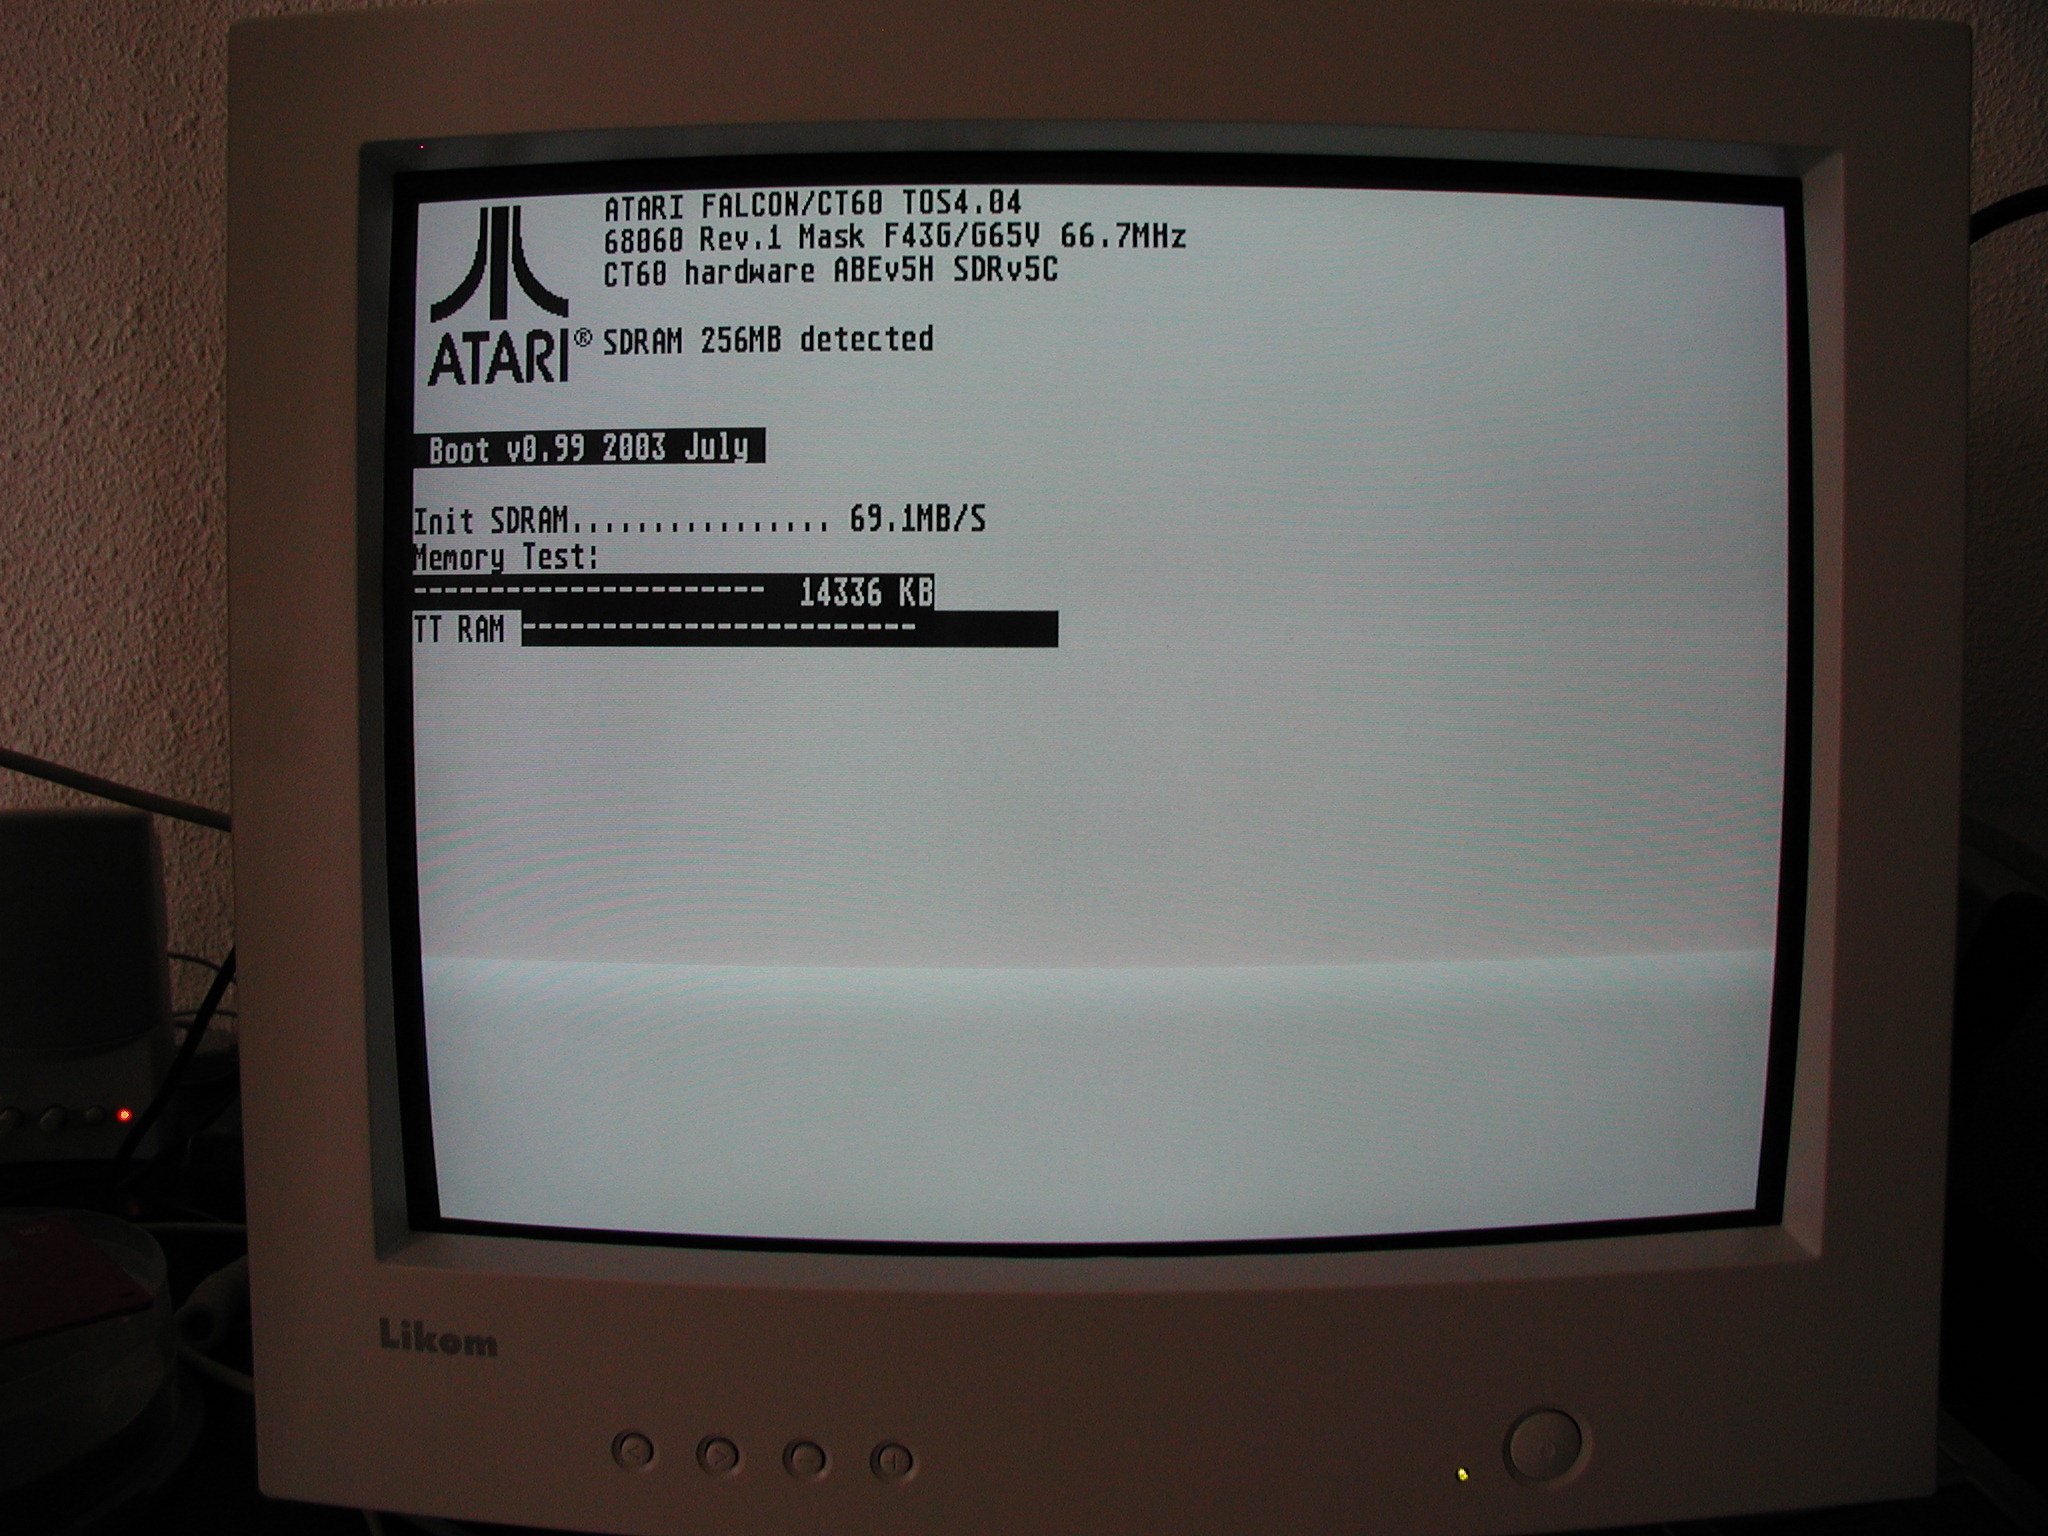 ATARI FALCON/CT60 TOS4.04
68060 Rev.1 Mask F43G/G65V 66.7MHz
CT60 hardware ABEv5H SDRv5C
ATARI® SDRAM 256MB detected
Boot v0.99 2003 July
Init SDRAM................ 69.1MB/S
Memory Test:
---------------------- 14336 KB
TT RAM -------------------------
Likom